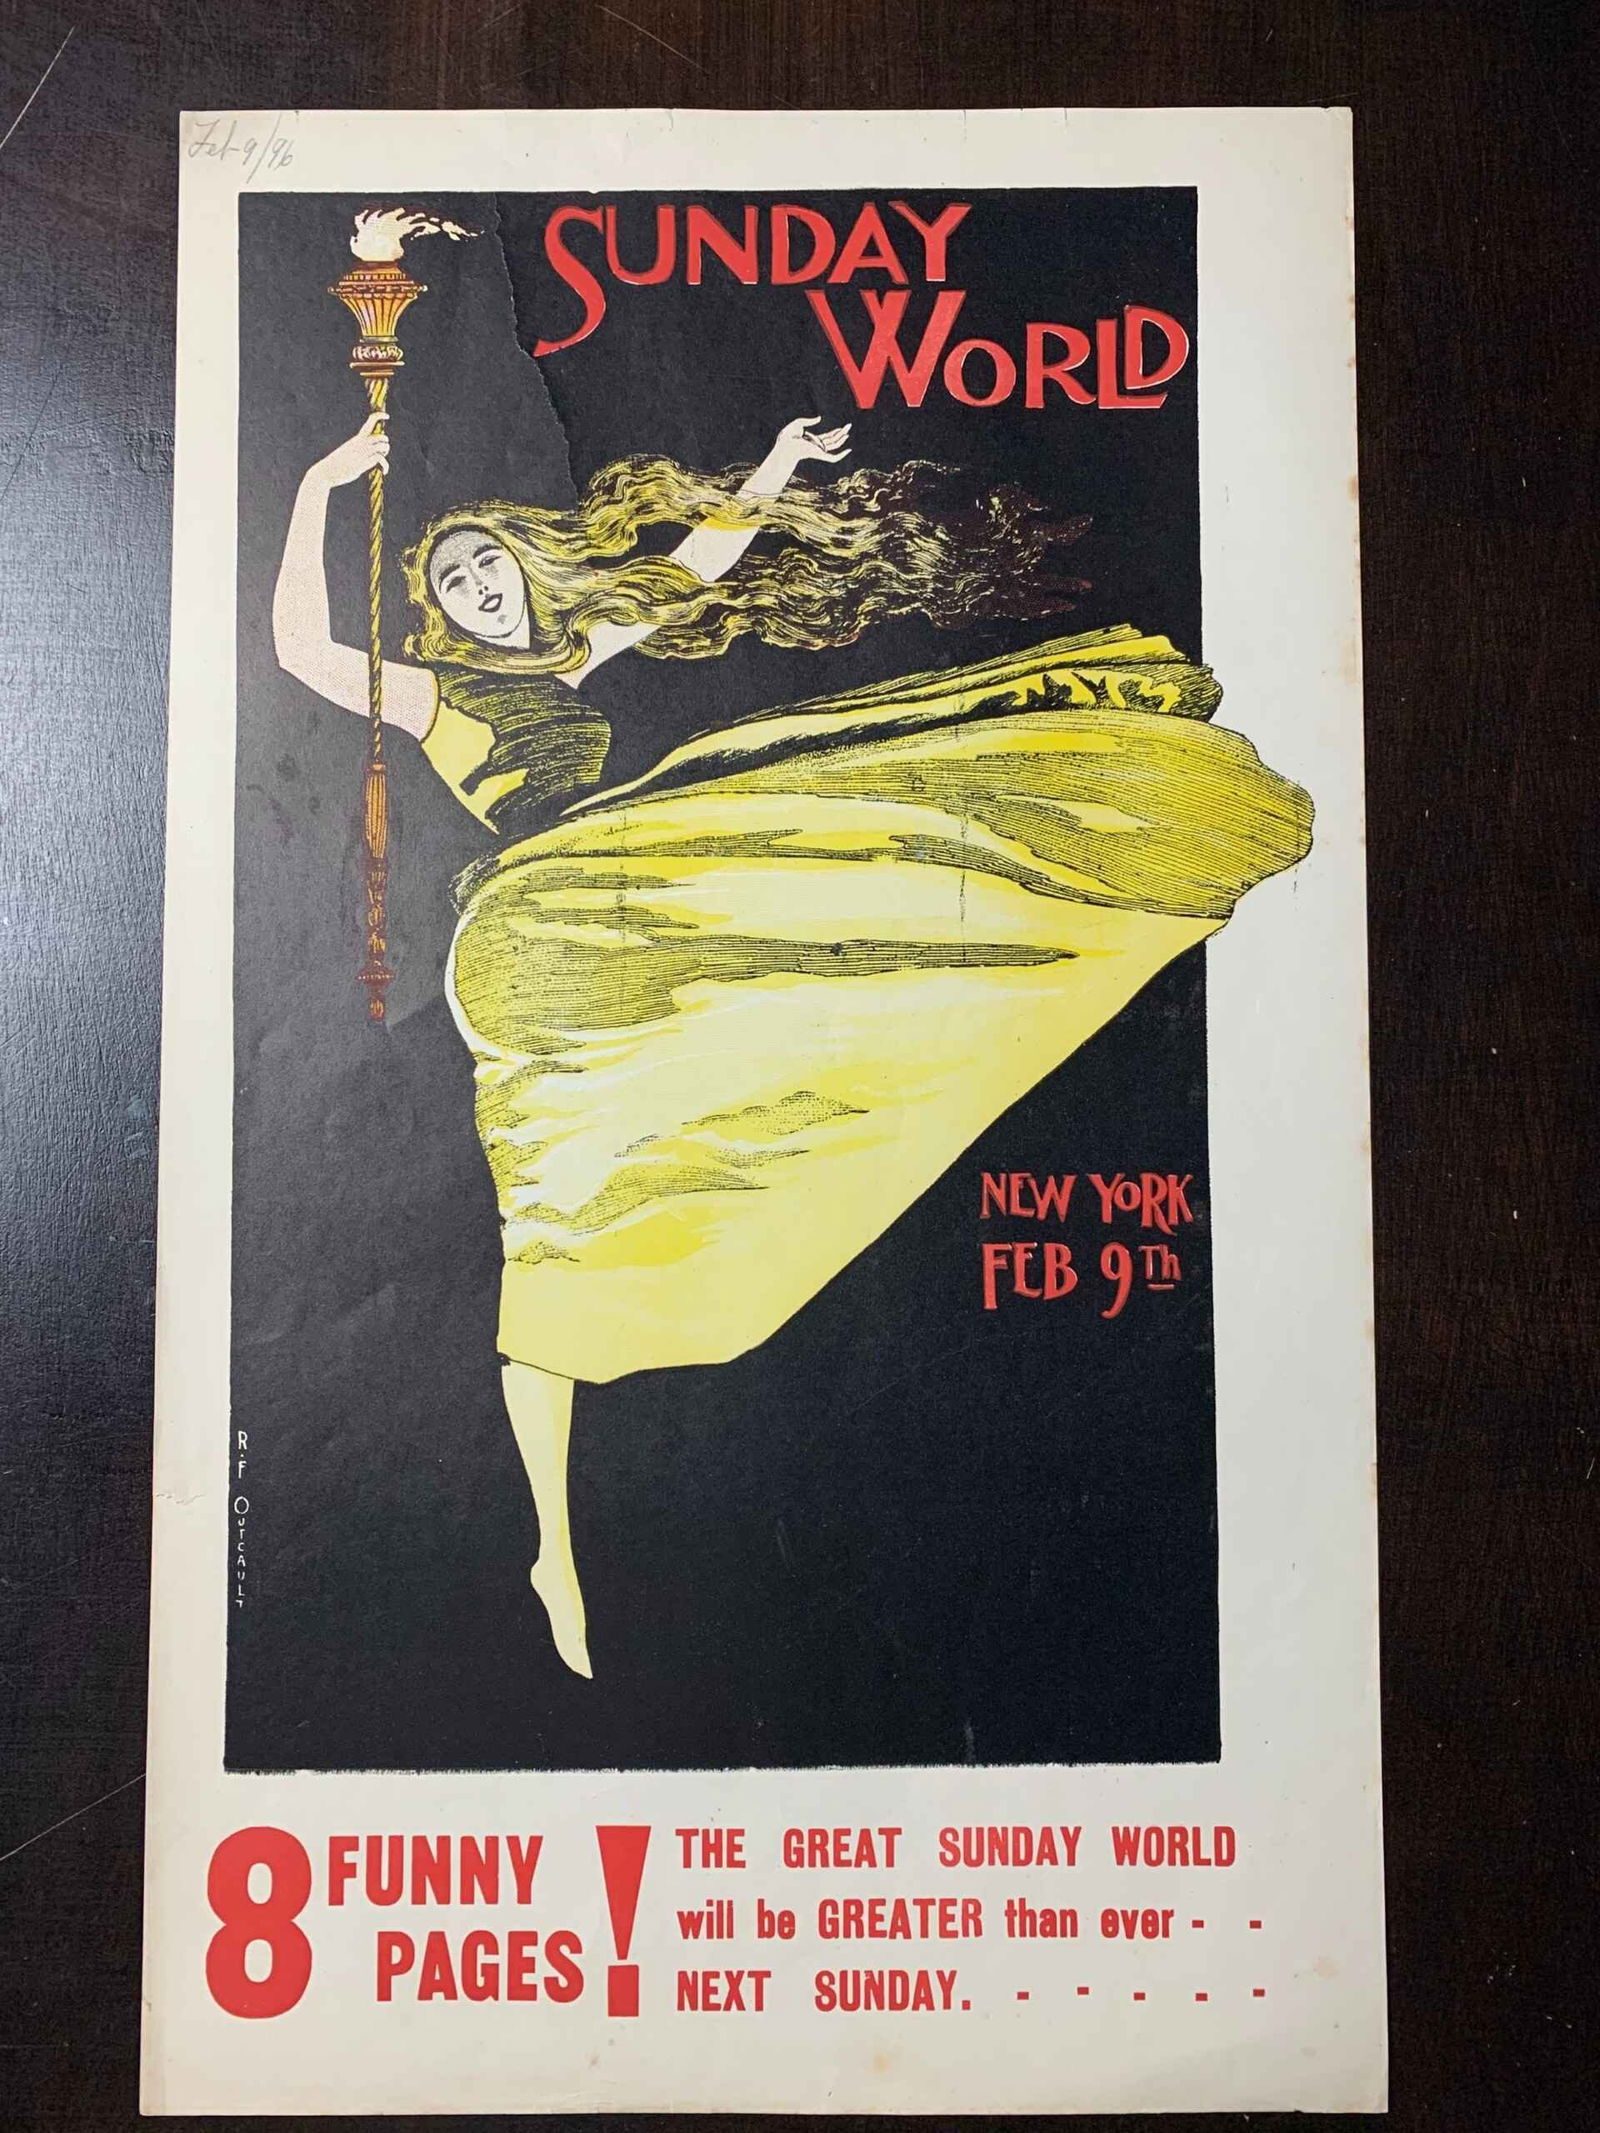 Feb 9/96
SUNDAY
WORLD
NEW YORK
FEB 9Th
R.F OUTCAULT
8 FUNNY
PAGES!
THE GREAT SUNDAY WORLD
will be GREATER than ever - -
NEXT SUNDAY. - - - - -